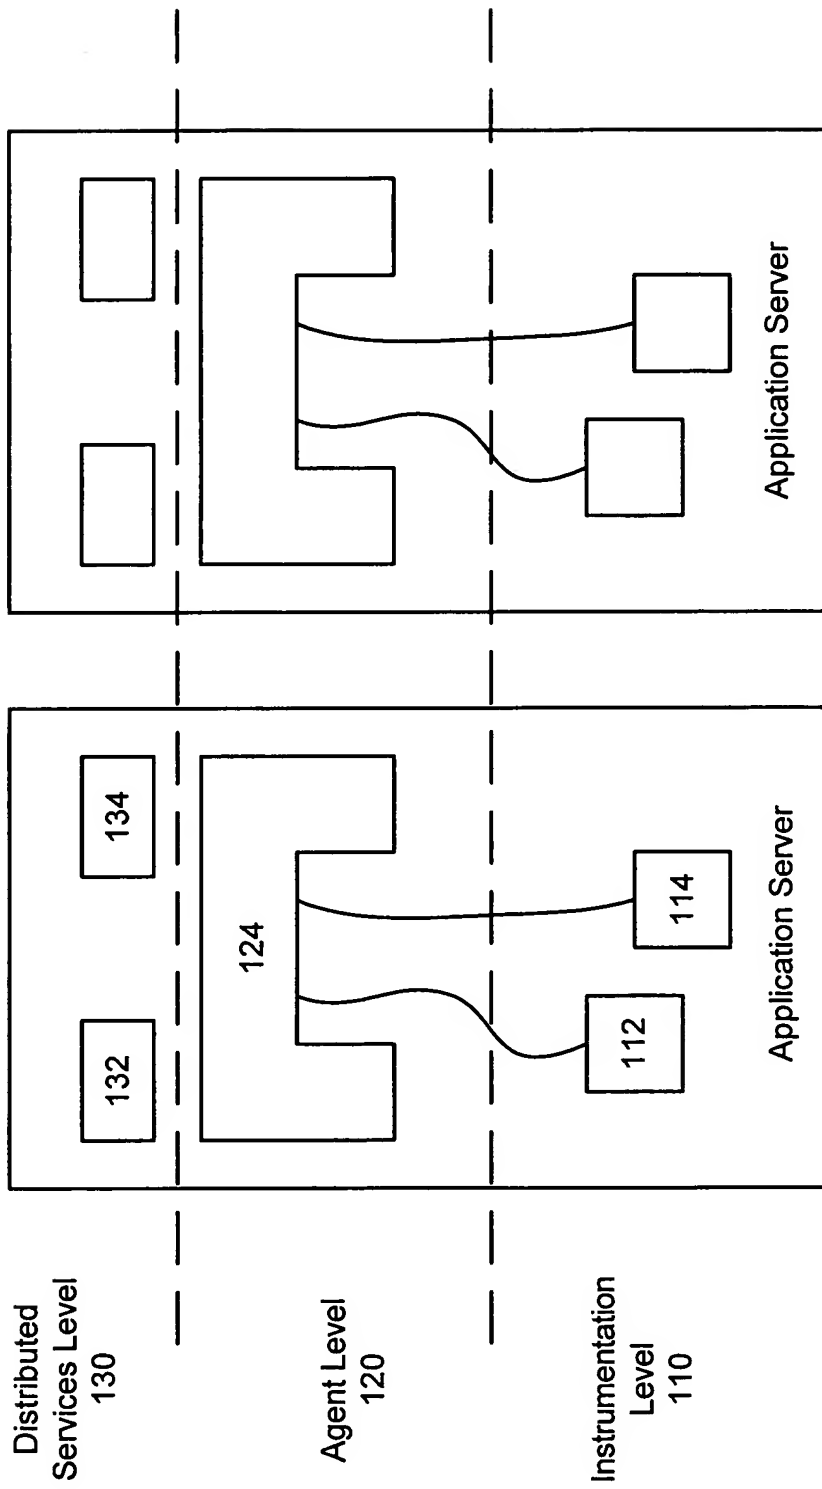 Distributed
Services Level
130
132
134
Agent Level
120
124
Instrumentation
Level
110
112
114
Application Server
Application Server